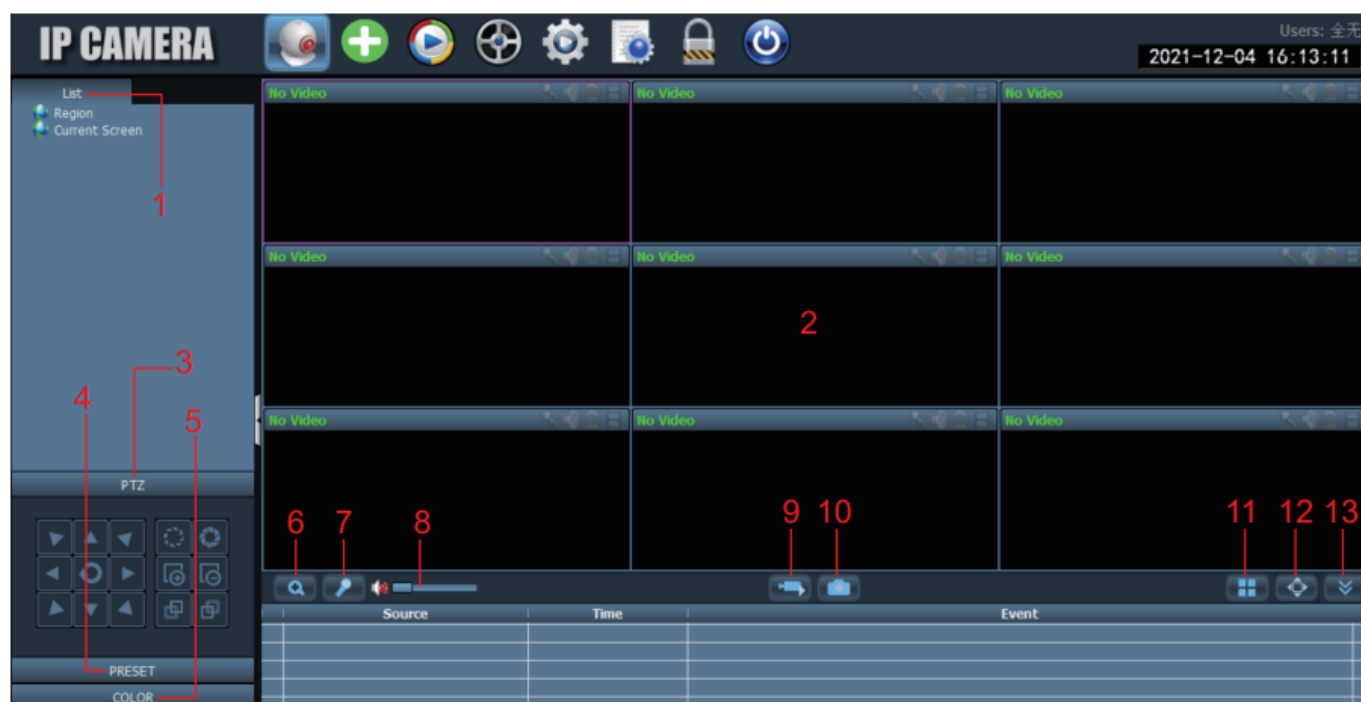 IP CAMERA
Users: 全无
2021-12-04 16:13:11
List
Region
Current Screen
1
No Video
No Video
No Video
No Video
No Video
No Video
2
3
4
5
No Video
No Video
No Video
PTZ
6
7
8
9
10
11
12
13
Source
Time
Event
PRESET
COLOR